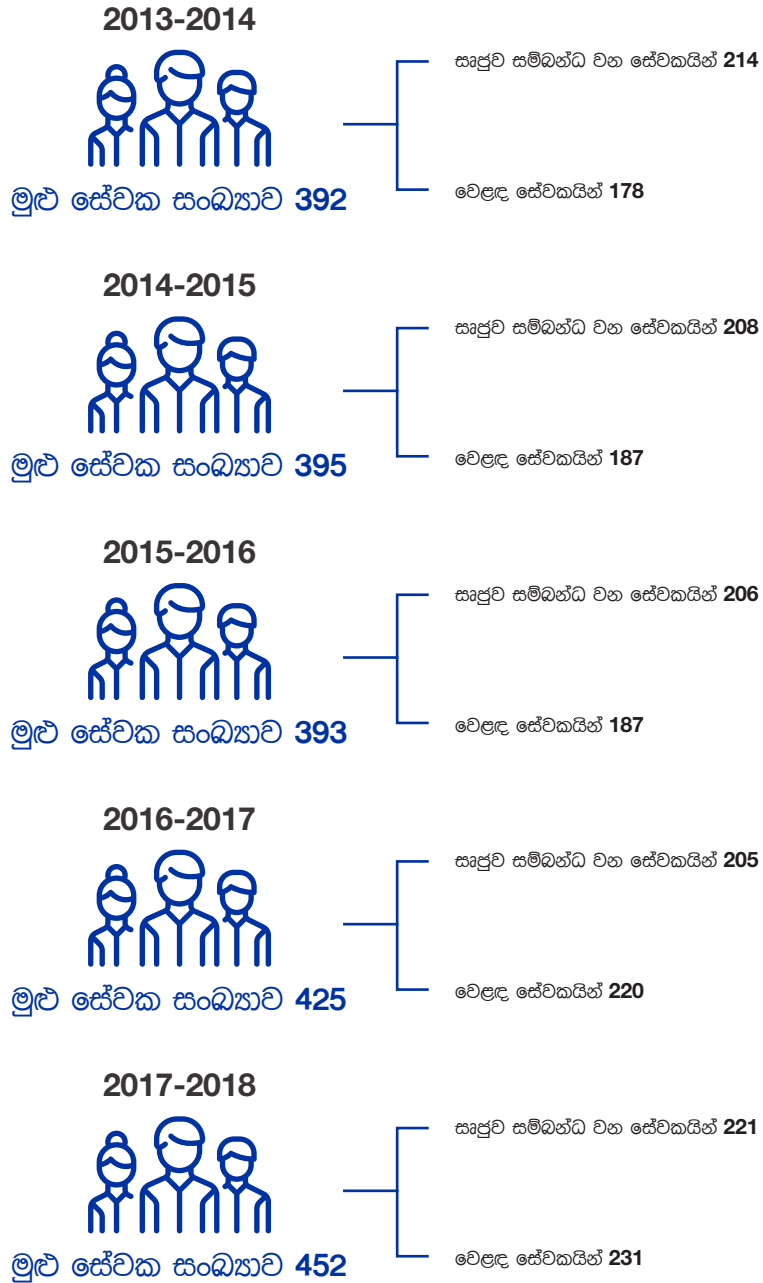 2013-2014
සෘජුව සම්බන්ධ වන සේවකයින් 214
වෙළඳ සේවකයින් 178
මුළු සේවක සංඛ්‍යාව 392
2014-2015
සෘජුව සම්බන්ධ වන සේවකයින් 208
වෙළඳ සේවකයින් 187
මුළු සේවක සංඛ්‍යාව 395
2015-2016
සෘජුව සම්බන්ධ වන සේවකයින් 206
වෙළඳ සේවකයින් 187
මුළු සේවක සංඛ්‍යාව 393
2016-2017
සෘජුව සම්බන්ධ වන සේවකයින් 205
වෙළඳ සේවකයින් 220
මුළු සේවක සංඛ්‍යාව 425
2017-2018
සෘජුව සම්බන්ධ වන සේවකයින් 221
වෙළඳ සේවකයින් 231
මුළු සේවක සංඛ්‍යාව 452